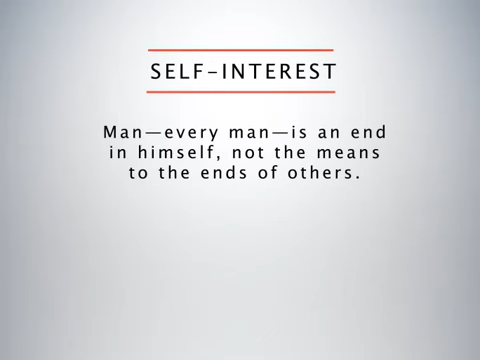 SELF-INTEREST
Man—every man—is an end
in himself, not the means
to the ends of others.